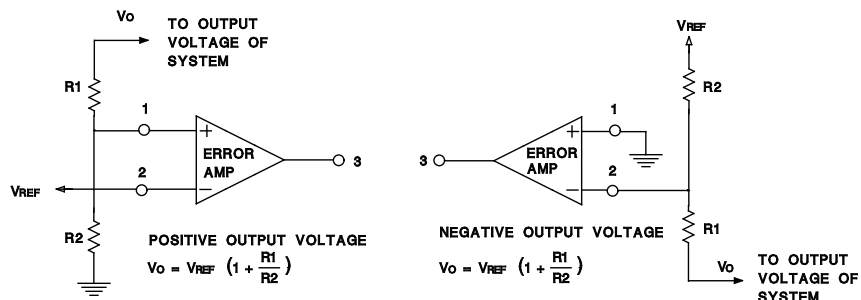 Vo
TO OUTPUT
VOLTAGE OF
SYSTEM
R1
1
+
ERROR
AMP
3
2
−
VREF
R2
POSITIVE OUTPUT VOLTAGE
Vo = VREF (1 + R1/R2)
VREF
R2
1
+
3
ERROR
AMP
2
−
R1
NEGATIVE OUTPUT VOLTAGE
Vo = VREF (1 + R1/R2)
Vo
TO OUTPUT
VOLTAGE OF
SYSTEM